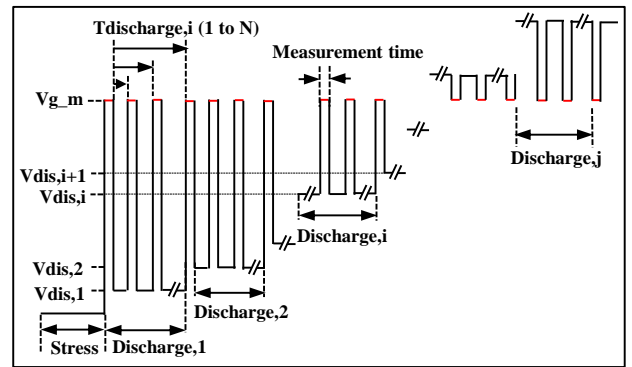 Tdischarge,i (1 to N)
Measurement time
Vg_m
Discharge,j
Vdis,i+1
Vdis,i
Discharge,i
Vdis,2
Vdis,1
Discharge,2
Stress
Discharge,1